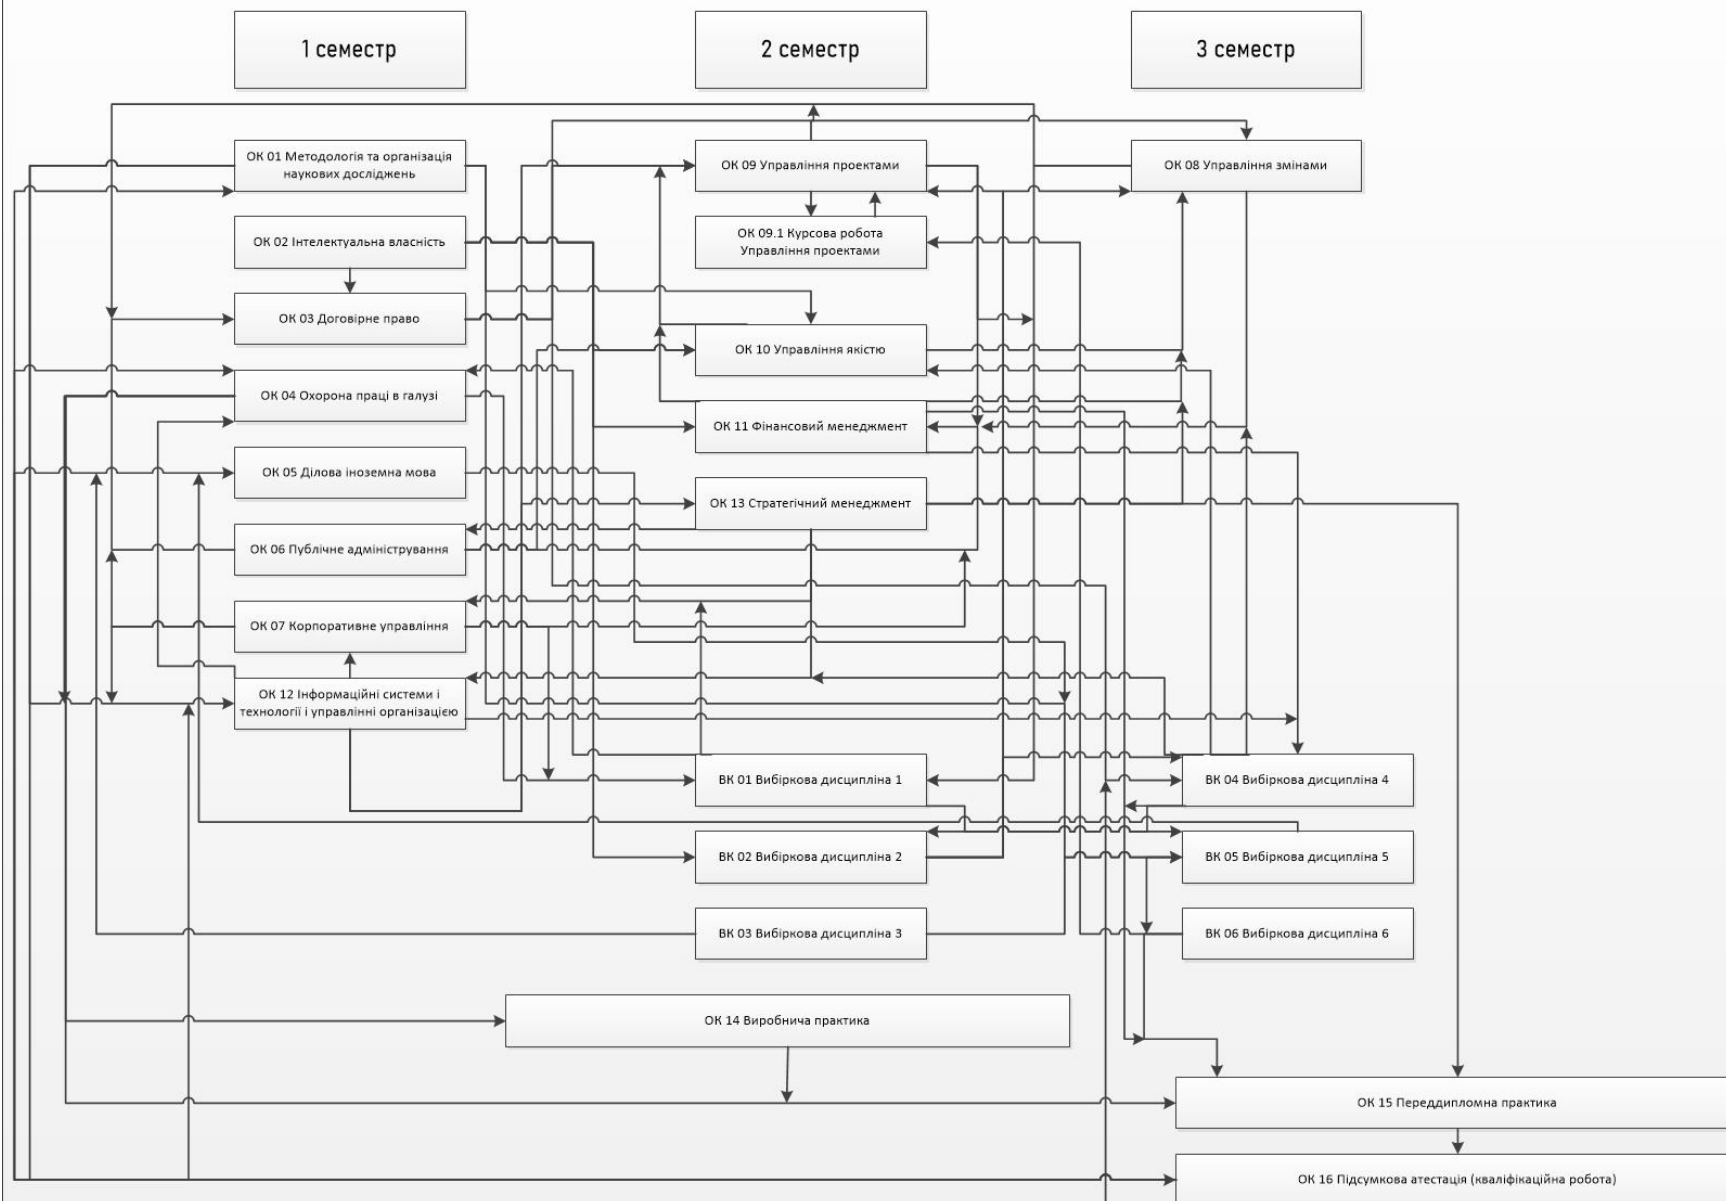 1 семестр
2 семестр
3 семестр
ОК 01 Методологія та організація
наукових досліджень
ОК 09 Управління проектами
ОК 08 Управління змінами
ОК 02 Інтелектуальна власність
ОК 09.1 Курсова робота
Управління проектами
ОК 03 Договірне право
ОК 10 Управління якістю
ОК 04 Охорона праці в галузі
ОК 11 Фінансовий менеджмент
ОК 05 Ділова іноземна мова
ОК 13 Стратегічний менеджмент
ОК 06 Публічне адміністрування
ОК 07 Корпоративне управління
ОК 12 Інформаційні системи і
технології і управлінні організацією
ВК 01 Вибіркова дисципліна 1
ВК 04 Вибіркова дисципліна 4
ВК 02 Вибіркова дисципліна 2
ВК 05 Вибіркова дисципліна 5
ВК 03 Вибіркова дисципліна 3
ВК 06 Вибіркова дисципліна 6
ОК 14 Виробнича практика
ОК 15 Переддипломна практика
ОК 16 Підсумкова атестація (кваліфікаційна робота)